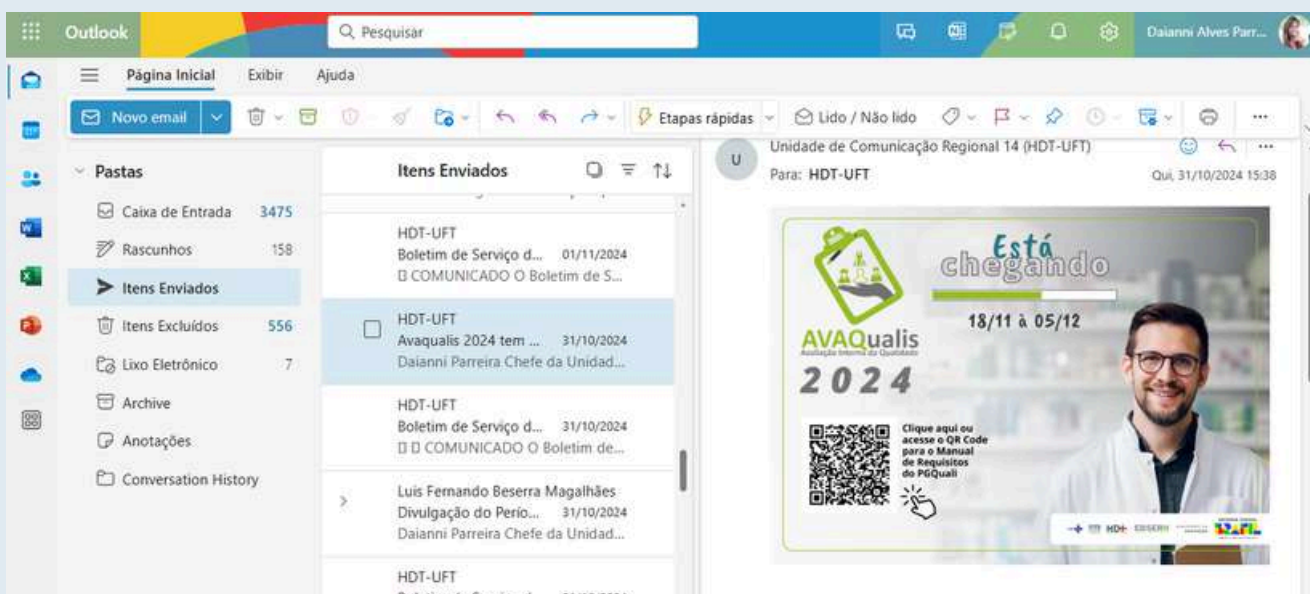 Outlook
Pesquisar
Daianni Alves Parr...
Página Inicial Exibir Ajuda
Novo email
Etapas rápidas
Lido / Não lido
Pastas
Caixa de Entrada 3475
Rascunhos 158
Itens Enviados
Itens Excluídos 556
Lixo Eletrônico 7
Archive
Anotações
Conversation History
Itens Enviados
HDT-UFT
Boletim de Serviço d... 01/11/2024
COMUNICADO O Boletim de S...
HDT-UFT
Avaqualis 2024 tem ... 31/10/2024
Daianni Parreira Chefe da Unidad...
HDT-UFT
Boletim de Serviço d... 31/10/2024
COMUNICADO O Boletim de...
Luis Fernando Beserra Magalhães
Divulgação do Perío... 31/10/2024
Daianni Parreira Chefe da Unidad...
HDT-UFT
U
Unidade de Comunicação Regional 14 (HDT-UFT)
Para: HDT-UFT
Qui, 31/10/2024 15:38
Está
chegando
18/11 à 05/12
AVAQualis
Avaliação Interna da Qualidade
2024
Clique aqui ou
acesse o QR Code
para o Manual
de Requisitos
do PGQuali
HDT EBSERH
BRASIL